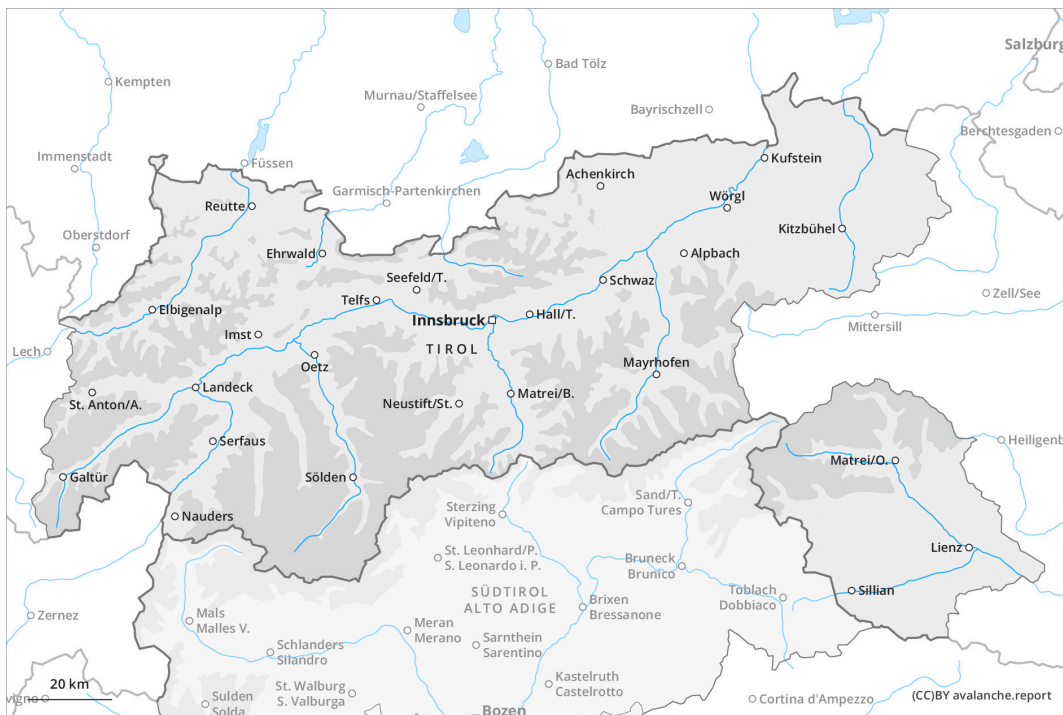 Salzburg
Kempten
Bad Tölz
Murnau/Staffelsee
Bayrischzell
Berchtesgaden
Immenstadt
Füssen
Kufstein
Garmisch-Partenkirchen
Achenkirch
Reutte
Wörgl
Oberstdorf
Kitzbühel
Ehrwald
Alpbach
Seefeld/T.
Schwaz
Zell/See
Telfs
Elbigenalp
Innsbruck
Hall/T.
Mittersill
Imst
TIROL
Lech
Oetz
Mayrhofen
Landeck
St. Anton/A.
Neustift/St.
Matrei/B.
Serfaus
Heiligenb
Matrei/O.
Galtür
Sölden
Sand/T.
Campo Tures
Sterzing
Vipiteno
Nauders
Lienz
St. Leonhard/P.
S. Leonardo i. P.
Bruneck
Brunico
SÜDTIROL
ALTO ADIGE
Sillian
Toblach
Dobbiaco
Brixen
Bressanone
Zernez
Mals
Malles V.
Meran
Merano
Sarnthein
Sarentino
Schlanders
Silandro
Kastelruth
Castelrotto
20 km
St. Walburg
S. Valburga
vigno
Sulden
Solda
Cortina d'Ampezzo
(CC)BY avalanche.report
Bozen